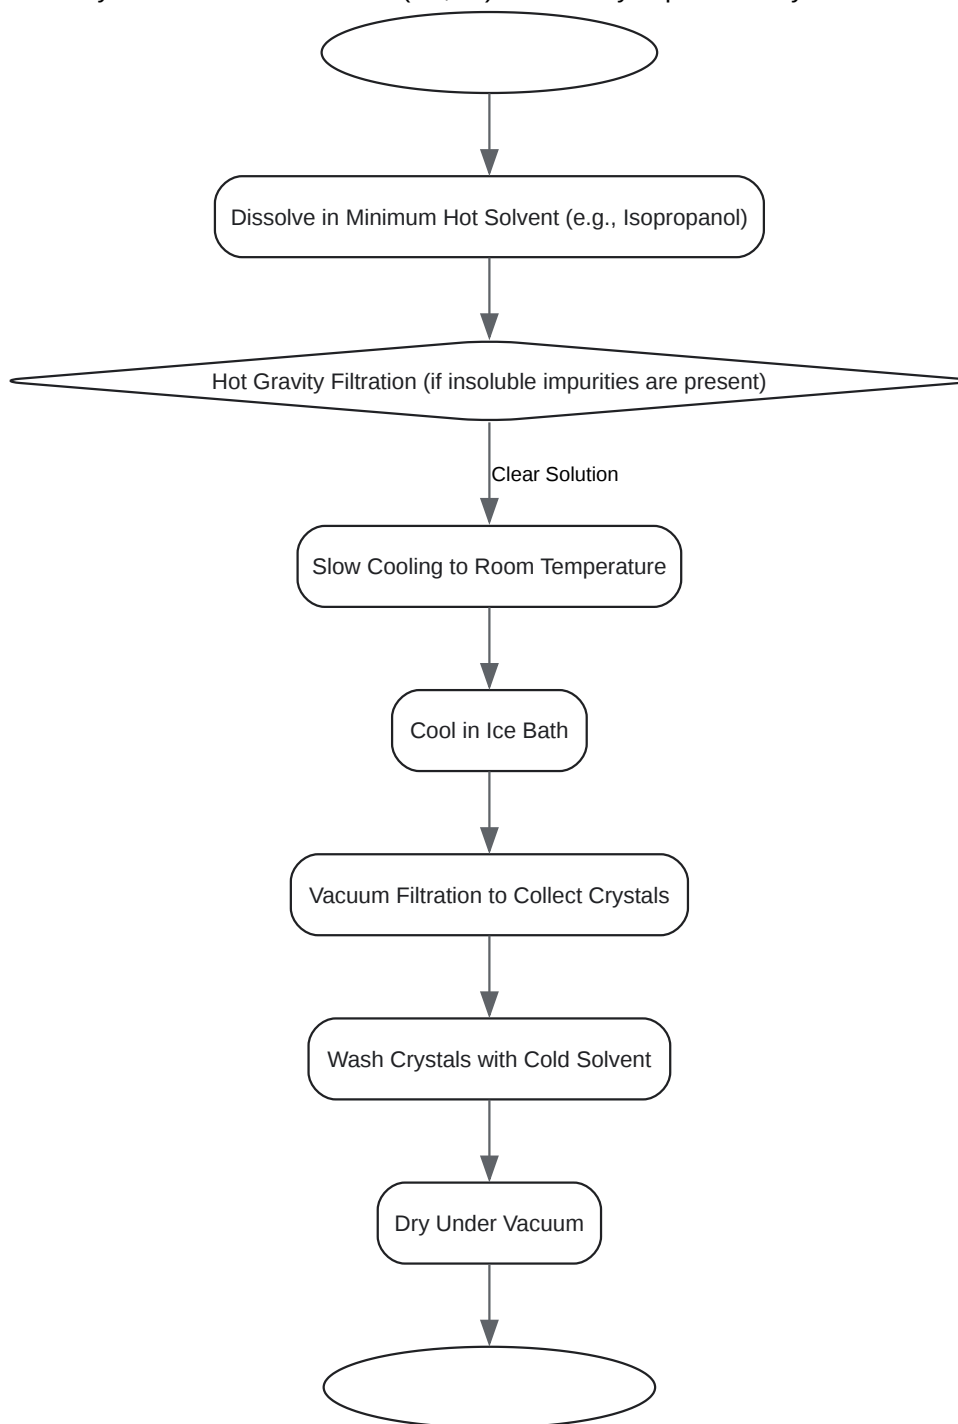 Dissolve in Minimum Hot Solvent (e.g., Isopropanol)
Hot Gravity Filtration (if insoluble impurities are present)
Clear Solution
Slow Cooling to Room Temperature
Cool in Ice Bath
Vacuum Filtration to Collect Crystals
Wash Crystals with Cold Solvent
Dry Under Vacuum